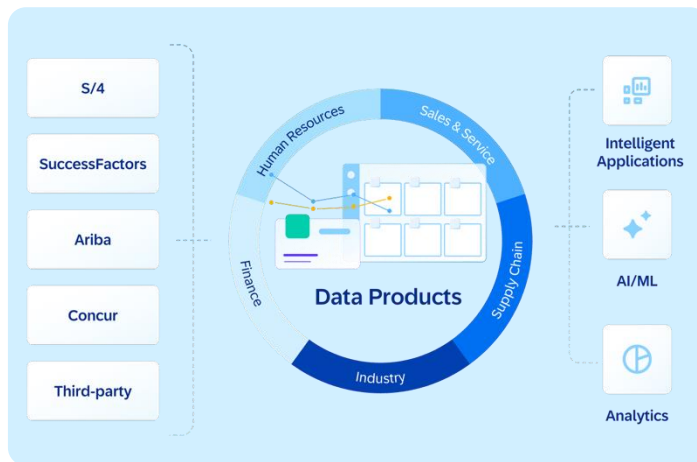 S/4
SuccessFactors
Ariba
Concur
Third-party
Human Resources
Sales & Service
Finance
Supply Chain
Industry
Data Products
Intelligent
Applications
AI/ML
Analytics